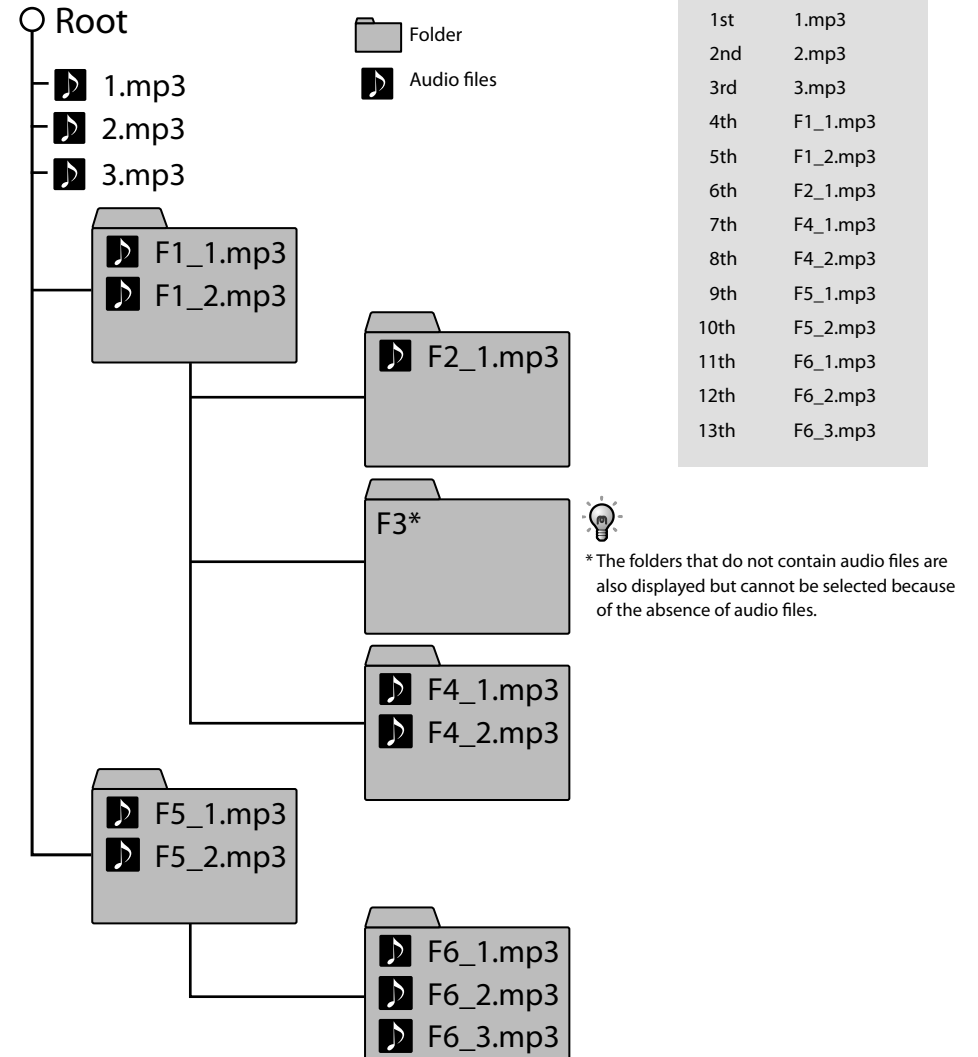 Root
1.mp3
2.mp3
3.mp3
F1_1.mp3
F1_2.mp3
F2_1.mp3
F3*
F4_1.mp3
F4_2.mp3
F5_1.mp3
F5_2.mp3
F6_1.mp3
F6_2.mp3
F6_3.mp3
Folder
Audio files
1st 1.mp3
2nd 2.mp3
3rd 3.mp3
4th F1_1.mp3
5th F1_2.mp3
6th F2_1.mp3
7th F4_1.mp3
8th F4_2.mp3
9th F5_1.mp3
10th F5_2.mp3
11th F6_1.mp3
12th F6_2.mp3
13th F6_3.mp3
* The folders that do not contain audio files are
also displayed but cannot be selected because
of the absence of audio files.